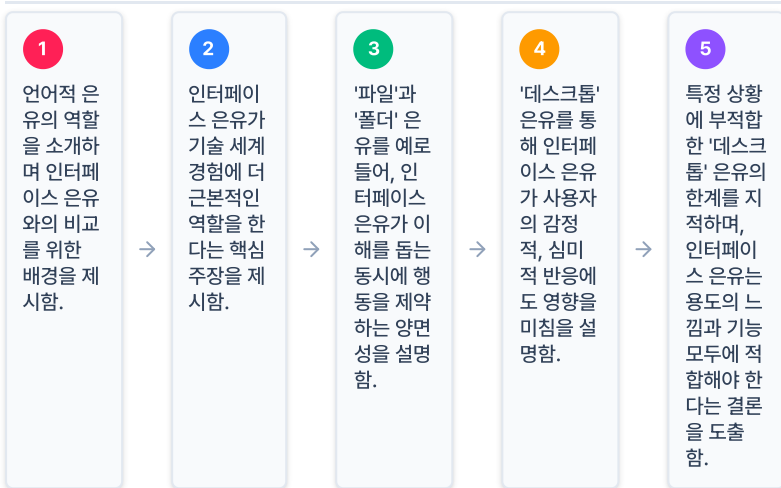 1
언어적 은
유의 역할
을 소개하
며 인터페
이스 은유
와의 비교
를 위한
배경을 제
시함.
2
인터페이
스 은유가
기술 세계
경험에 더
근본적인
역할을 한
다는 핵심
주장을 제
시함.
3
'파일'과
'폴더' 은
유를 예로
들어, 인
터페이스
은유가 이
해를 돕는
동시에 행
동을 제약
하는 양면
성을 설명
함.
4
'데스크톱'
은유를 통
해 인터페
이스 은유
가 사용자
의 감정
적, 심미
적 반응에
도 영향을
미침을 설
명함.
5
특정 상황
에 부적합
한 '데스크
톱' 은유의
한계를 지
적하며,
인터페이
스 은유는
용도의 느
낌과 기능
모두에 적
합해야 한
다는 결론
을 도출
함.